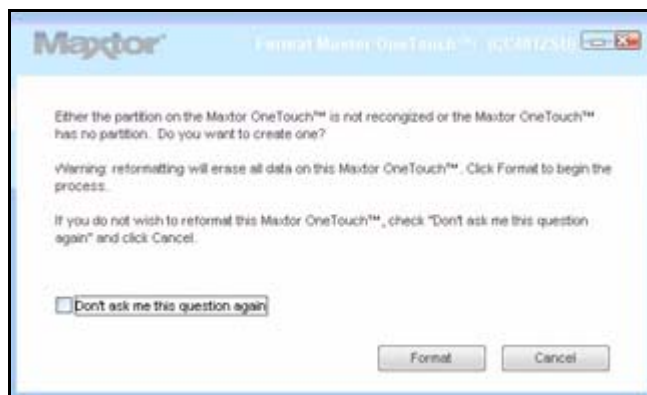 Maxtor
Format Maxtor OneTouch™
Either the partition on the Maxtor OneTouch™ is not recongized or the Maxtor OneTouch™
has no partition. Do you want to create one?
Warning: reformatting will erase all data on this Maxtor OneTouch™. Click Format to begin the
process.
If you do not wish to reformat this Maxtor OneTouch™, check "Don't ask me this question
again" and click Cancel.
Don't ask me this question again
Format
Cancel